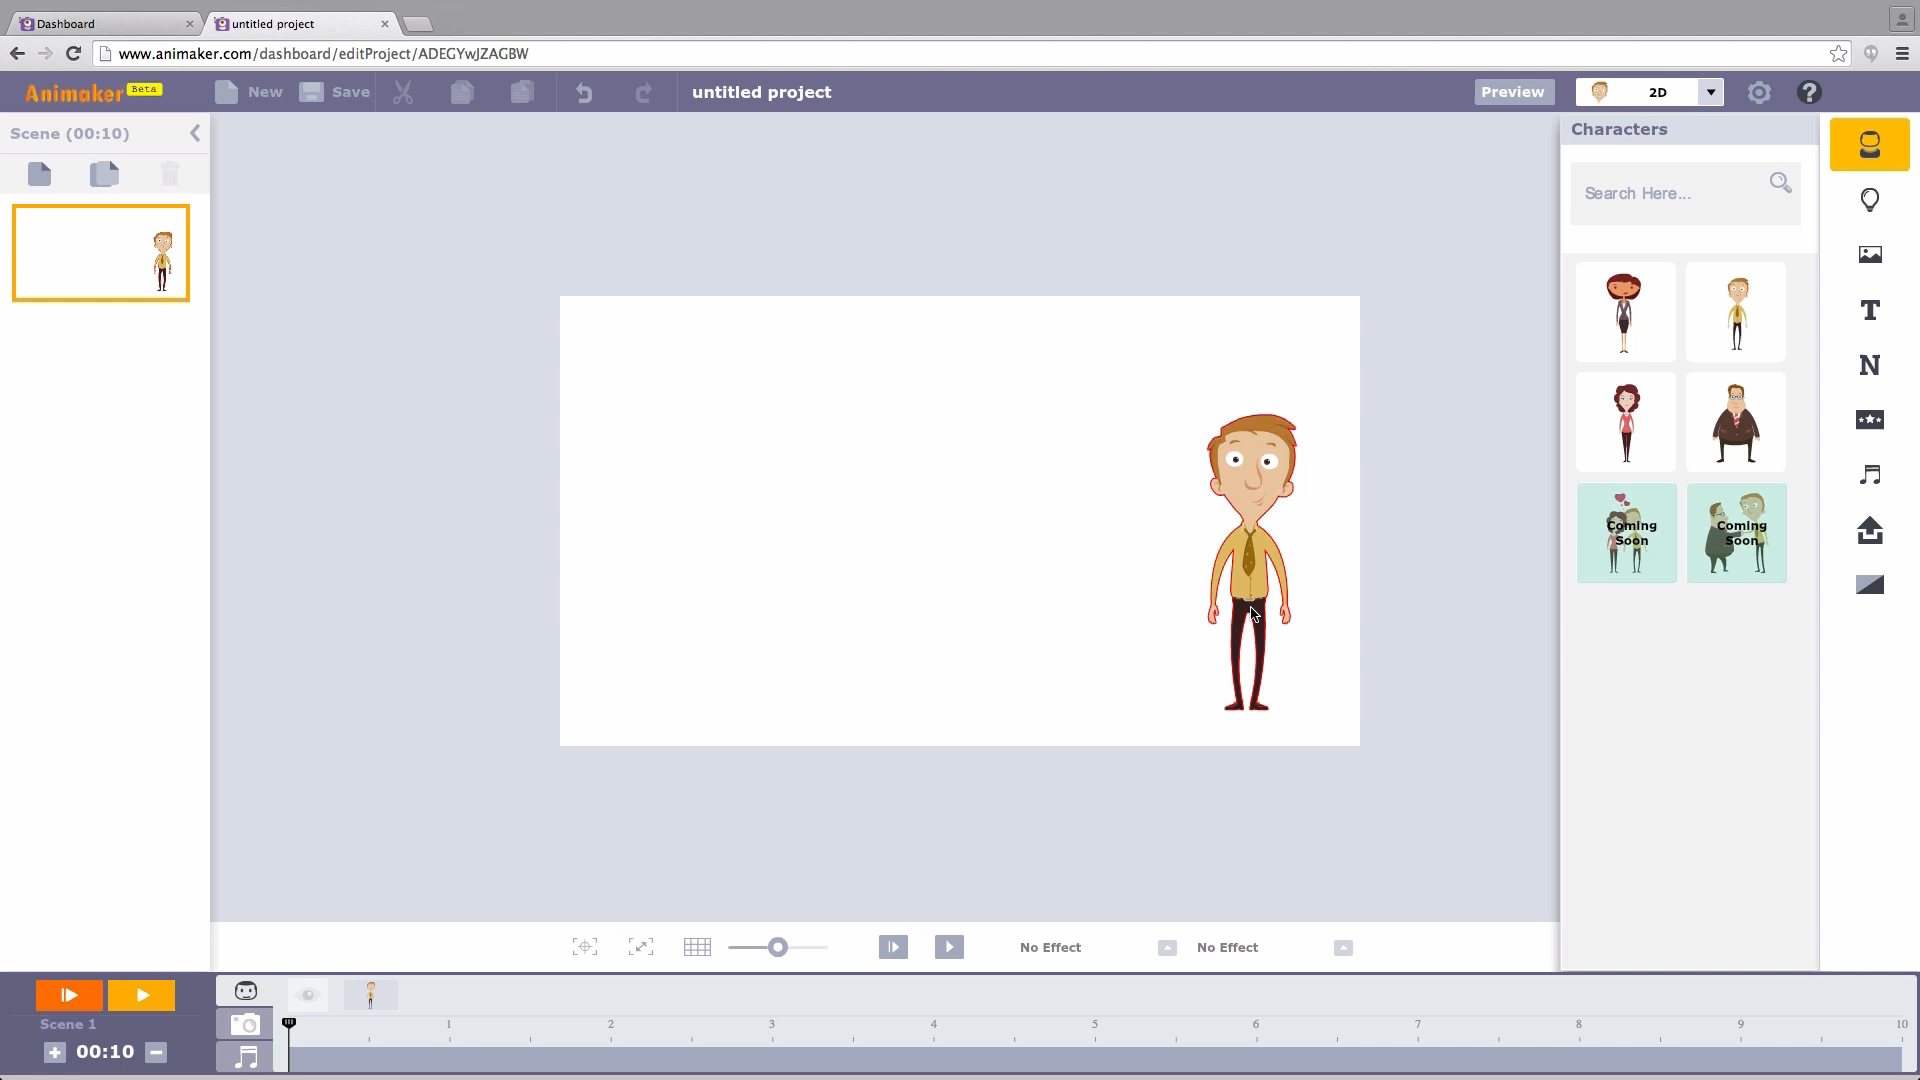 Dashboard
untitled project
www.animaker.com/dashboard/editProject/ADEGYwJZAGBW
Animaker Beta
New
Save
untitled project
Preview
2D
Scene (00:10)
Characters
Search Here...
T
N
Coming Soon
Coming Soon
No Effect
No Effect
Scene 1
00:10
1 2 3 4 5 6 7 8 9 10